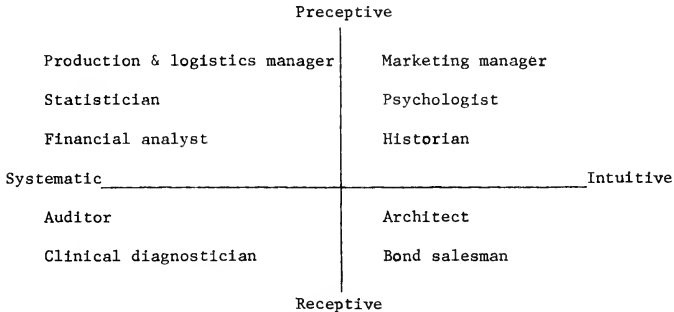 Preceptive
Production & logistics manager Marketing manager
Statistician Psychologist
Financial analyst Historian
Systematic Intuitive
Auditor Architect
Clinical diagnostician Bond salesman
Receptive